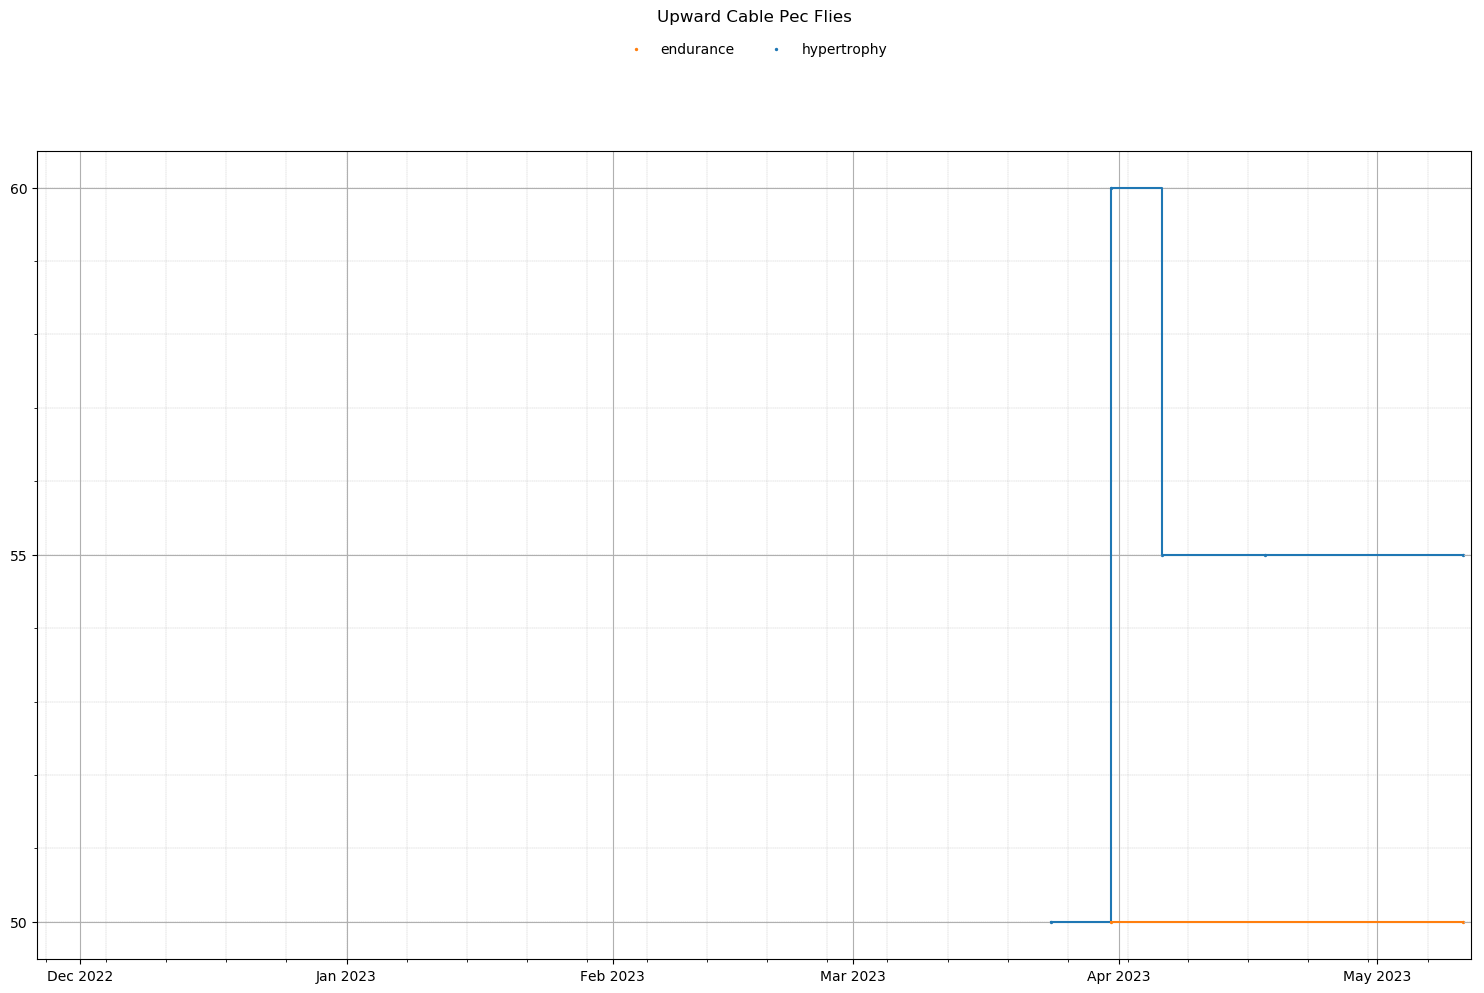 Upward Cable Pec Flies
endurance hypertrophy
60
55
50
Dec 2022 Jan 2023 Feb 2023 Mar 2023 Apr 2023 May 2023